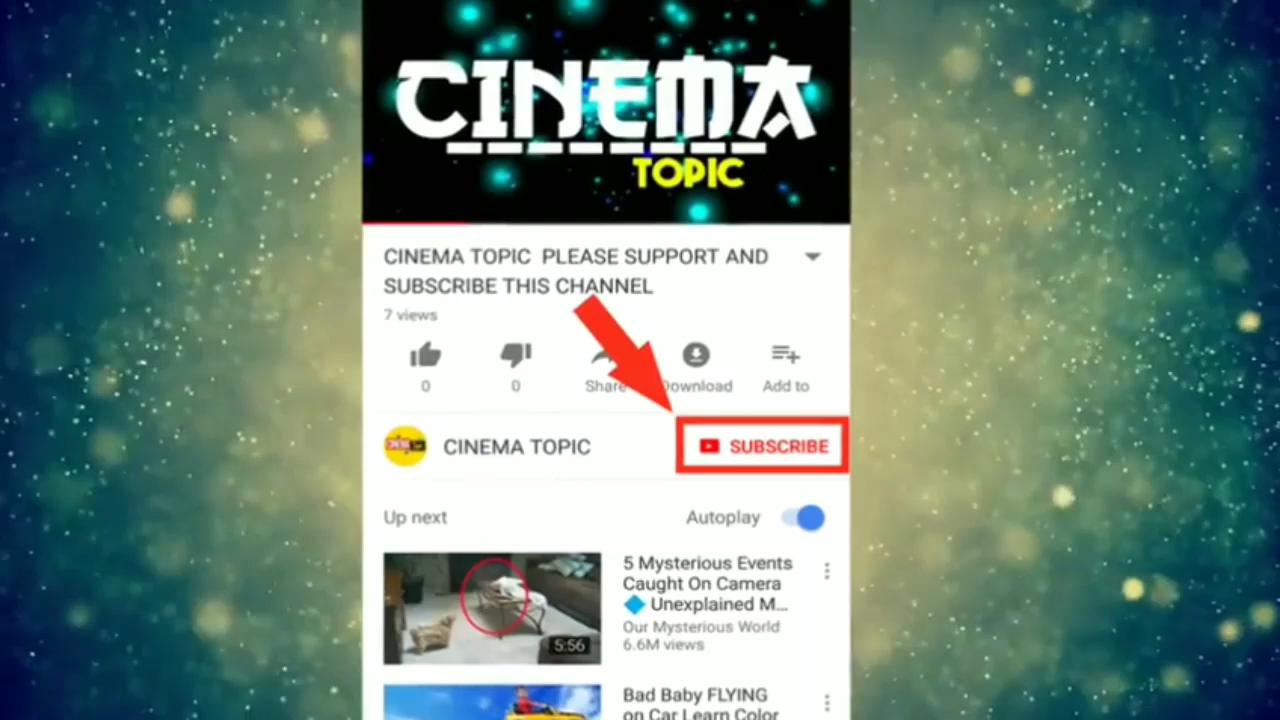 CINEMA
TOPIC
CINEMA TOPIC PLEASE SUPPORT AND
SUBSCRIBE THIS CHANNEL
7 views
0
0
Share
Download
Add to
CINEMA TOPIC
SUBSCRIBE
Up next
Autoplay
5:56
5 Mysterious Events
Caught On Camera
Unexplained M...
Our Mysterious World
6.6M views
Bad Baby FLYING
on Car Learn Color